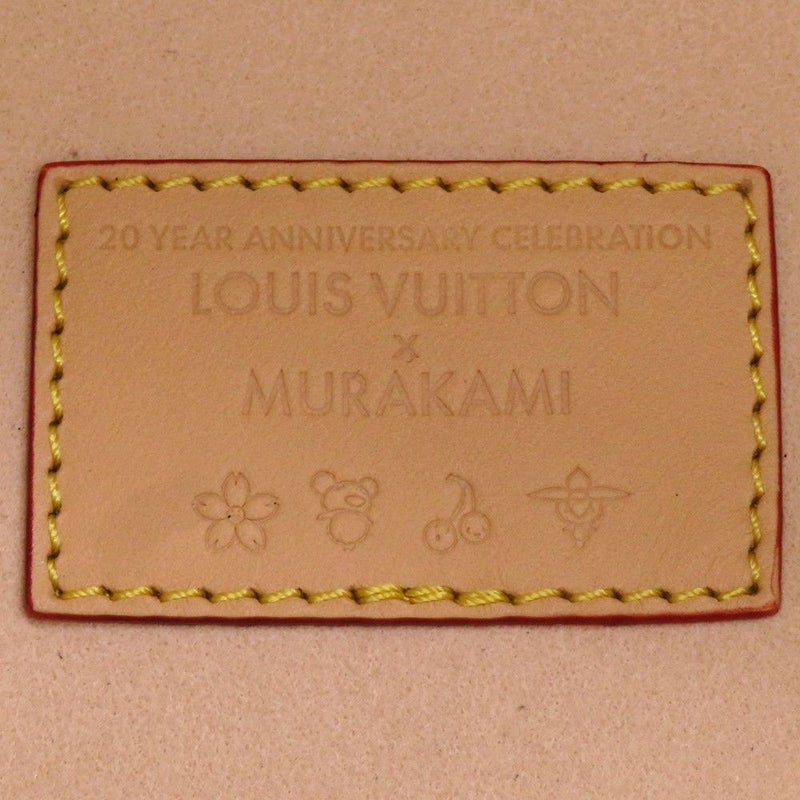 20 YEAR ANNIVERSARY CELEBRATION
LOUIS VUITTON
x
MURAKAMI